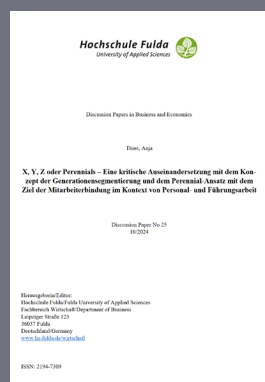 Hochschule Fulda
University of Applied Sciences
Discussion Papers in Business and Economics
Thies, Anja
X, Y, Z oder Perennials – Eine kritische Auseinandersetzung mit dem Kon-
zept der Generationensegmentierung und dem Perennial-Ansatz mit dem
Ziel der Mitarbeiterbindung im Kontext von Personal- und Führungsarbeit
Discussion Paper No 25
10/2024
Herausgeberin/Editor:
Hochschule Fulda/Fulda University of Applied Sciences
Fachbereich Wirtschaft/Department of Business
Leipziger Straße 123
36037 Fulda
Deutschland/Germany
www.hs-fulda.de/wirtschaft
ISSN: 2194-7309